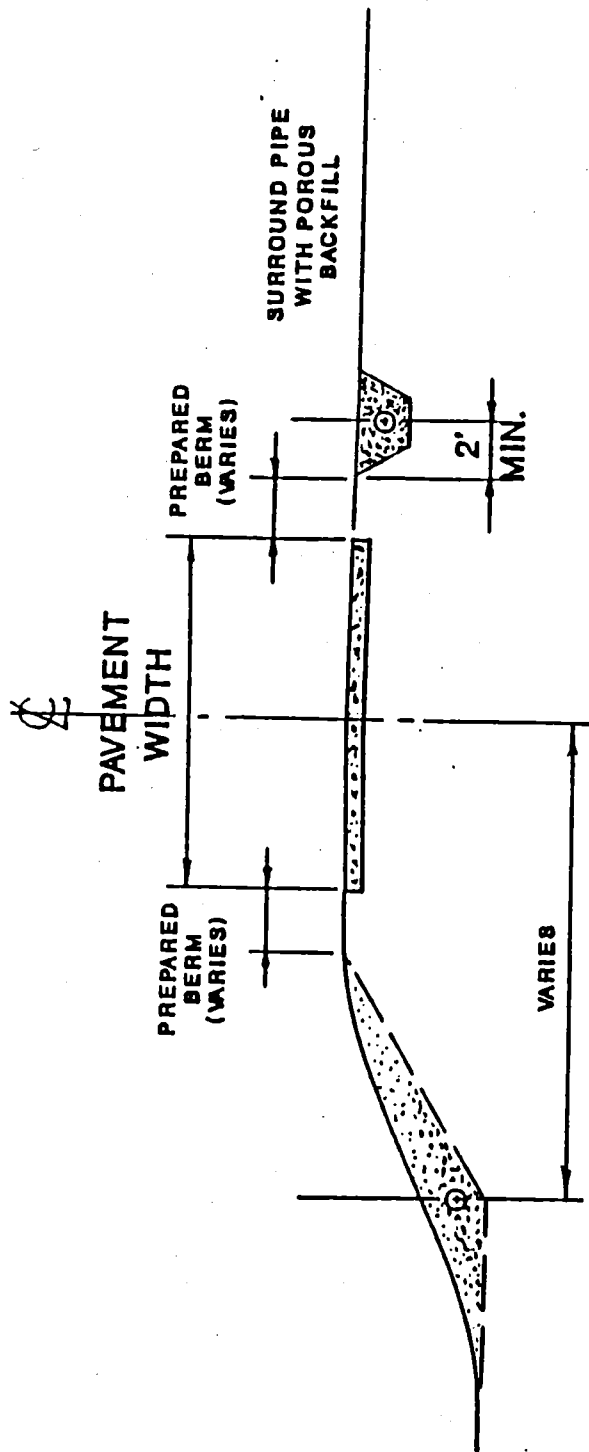 ℄
PAVEMENT
WIDTH
PREPARED
BERM
(VARIES)
PREPARED
BERM
(VARIES)
SURROUND PIPE
WITH POROUS
BACKFILL
VARIES
2'
MIN.